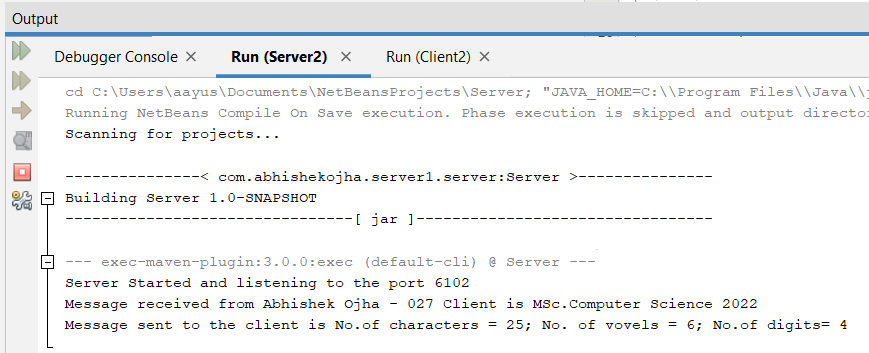 Output
Debugger Console × Run (Server2) × Run (Client2) ×
cd C:\Users\aayus\Documents\NetBeansProjects\Server; "JAVA_HOME=C:\\Program Files\\Java\\
Running NetBeans Compile On Save execution. Phase execution is skipped and output
Scanning for projects...
---------------< com.abhishekojha.server1.server:Server >---------------
Building Server 1.0-SNAPSHOT
--------------------------------[ jar ]---------------------------------
--- exec-maven-plugin:3.0.0:exec (default-cli) @ Server ---
Server Started and listening to the port 6102
Message received from Abhishek Ojha - 027 Client is MSc.Computer Science 2022
Message sent to the client is No.of characters = 25; No. of vovels = 6; No.of digits= 4